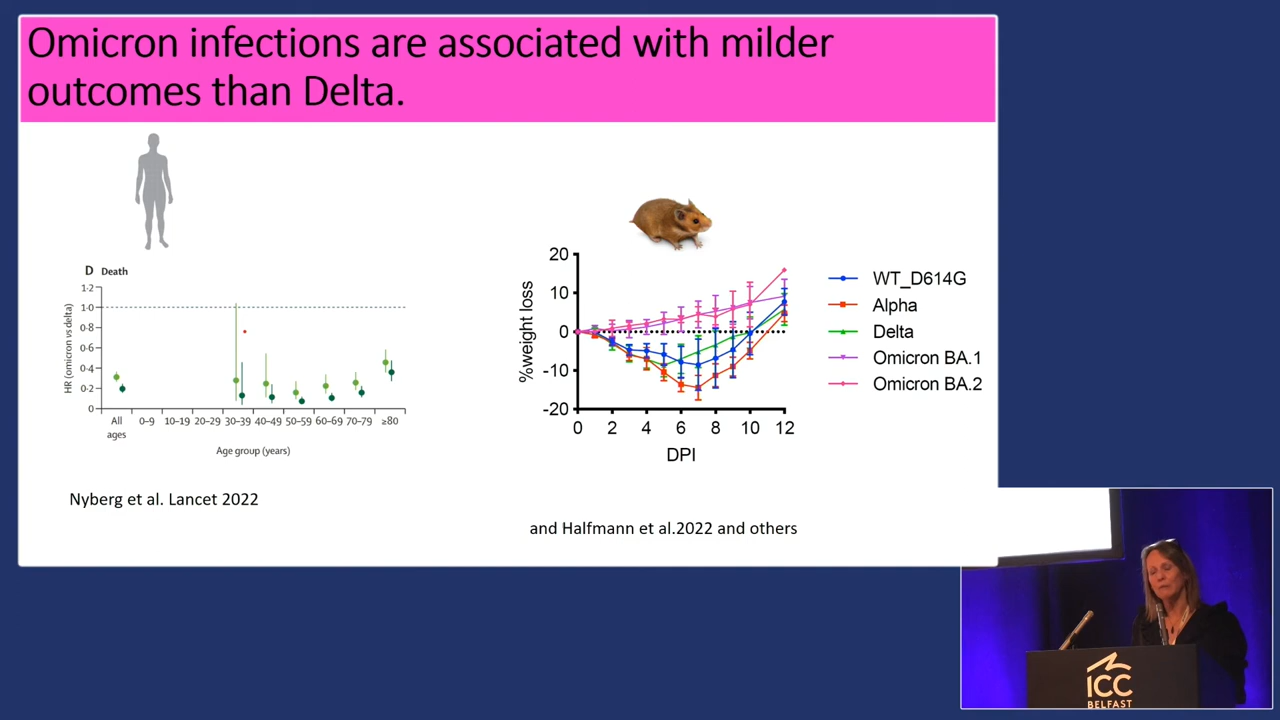 Omicron infections are associated with milder
outcomes than Delta.
D Death
HR (omicron vs delta)
1·2
1·0
0·8
0·6
0·4
0·2
0
All ages
0–9
10–19
20–29
30–39
40–49
50–59
60–69
70–79
≥80
Age group (years)
Nyberg et al. Lancet 2022
%weight loss
20
10
0
-10
-20
0 2 4 6 8 10 12
DPI
WT_D614G
Alpha
Delta
Omicron BA.1
Omicron BA.2
and Halfmann et al.2022 and others
ICC
BELFAST